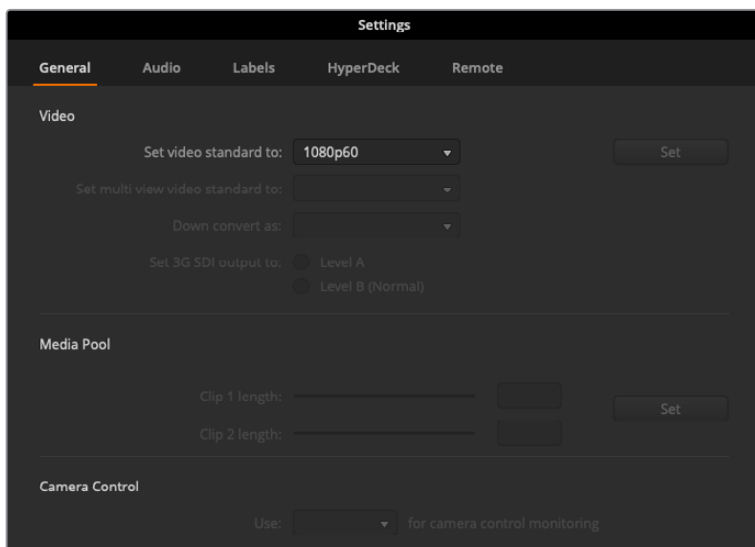 Settings
General Audio Labels HyperDeck Remote
Video
Set video standard to: 1080p60 Set
Set multi view video standard to:
Down convert as:
Set 3G SDI output to: Level A
Level B (Normal)
Media Pool
Clip 1 length:
Set
Clip 2 length:
Camera Control
Use: for camera control monitoring